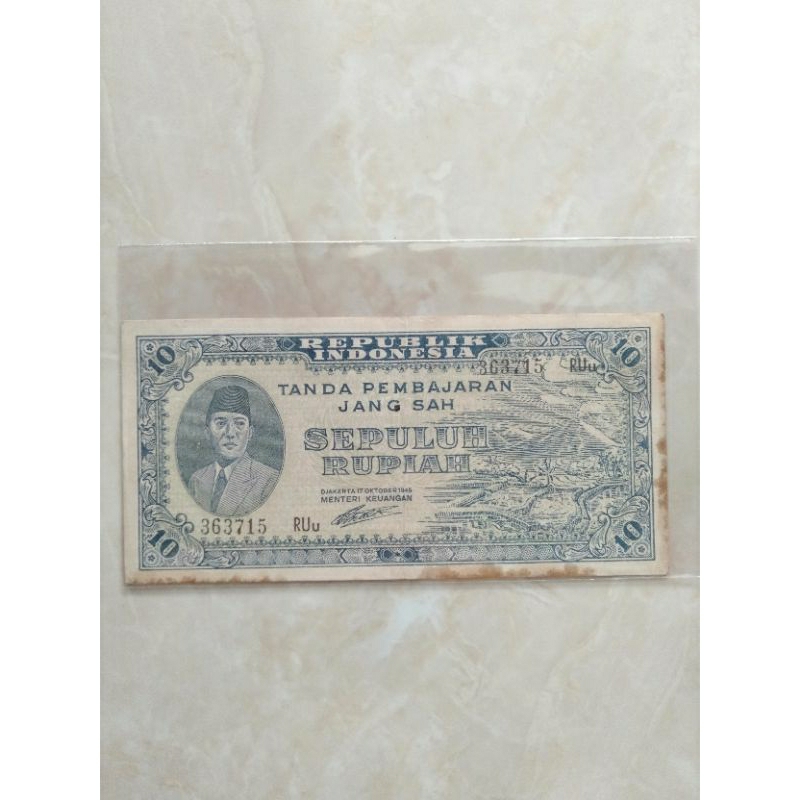 10
REPUBLIK
INDONESIA
10
363715 RUu
TANDA PEMBAJARAN
JANG SAH
SEPULUH
RUPIAH
DJAKARTA 17 OKTOBER 1945
MENTERI KEUANGAN
363715 RUu
10
10